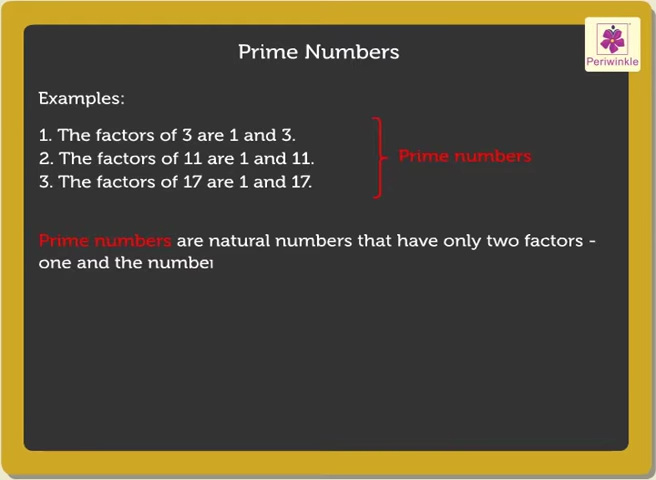 Prime Numbers
Periwinkle
Examples:
1. The factors of 3 are 1 and 3.
2. The factors of 11 are 1 and 11.
3. The factors of 17 are 1 and 17.
Prime numbers
Prime numbers are natural numbers that have only two factors -
one and the number